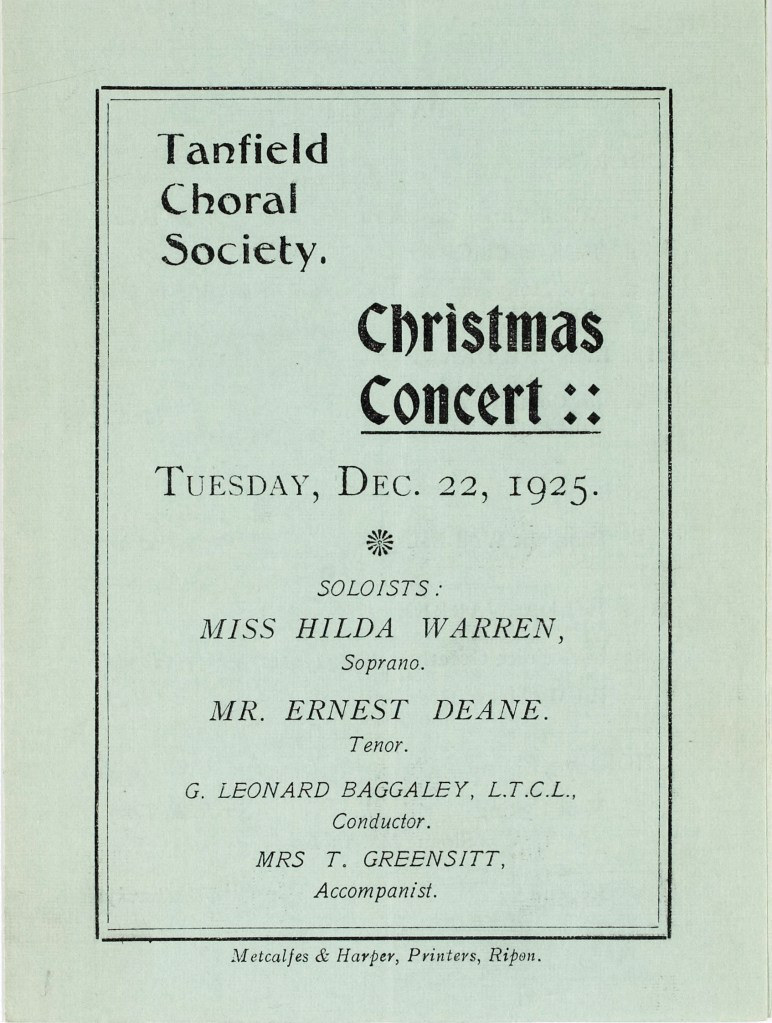 Tanfield
Choral
Society.
Christmas
Concert ::
TUESDAY, DEC. 22, 1925.
SOLOISTS:
MISS HILDA WARREN,
Soprano.
MR. ERNEST DEANE.
Tenor.
G. LEONARD BAGGALEY, L.T.C.L.,
Conductor.
MRS T. GREENSITT,
Accompanist.
Metcalfes & Harper, Printers, Ripon.